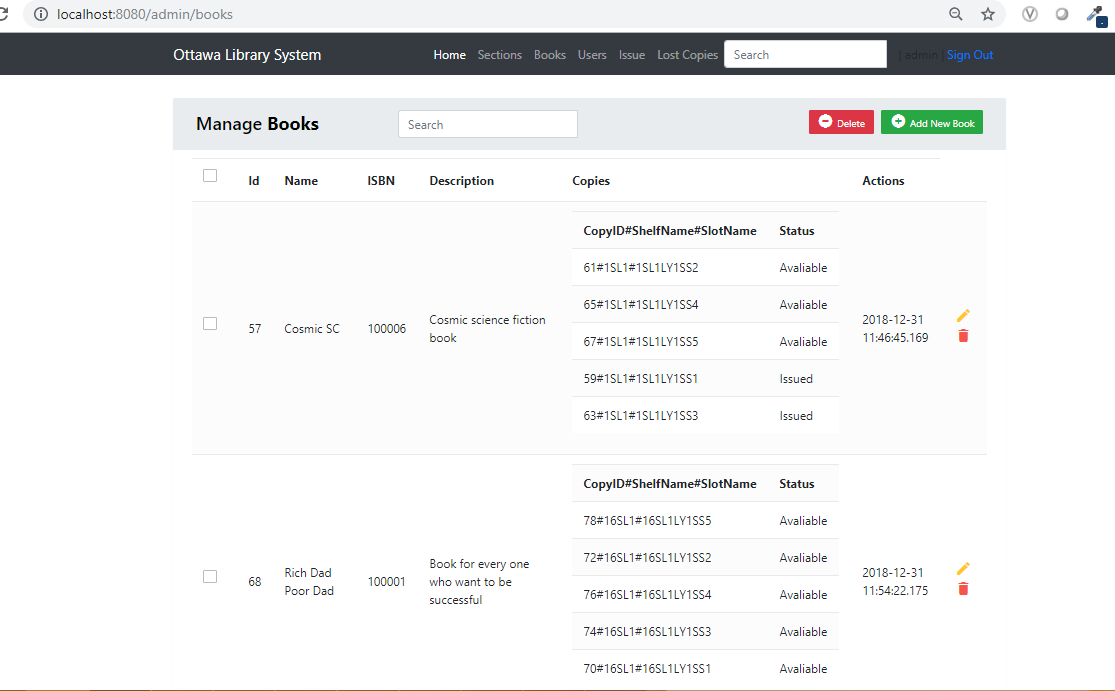 localhost:8080/admin/books
Ottawa Library System
Home Sections Books Users Issue Lost Copies Search | admin | Sign Out
Manage Books Search Delete Add New Book
Id Name ISBN Description Copies Actions
CopyID#ShelfName#SlotName Status
61#1SL1#1SL1LY1SS2 Avaliable
65#1SL1#1SL1LY1SS4 Avaliable
67#1SL1#1SL1LY1SS5 Avaliable
59#1SL1#1SL1LY1SS1 Issued
63#1SL1#1SL1LY1SS3 Issued
57 Cosmic SC 100006
Cosmic science fiction
book
2018-12-31
11:46:45.169
CopyID#ShelfName#SlotName Status
78#16SL1#16SL1LY1SS5 Avaliable
72#16SL1#16SL1LY1SS2 Avaliable
76#16SL1#16SL1LY1SS4 Avaliable
74#16SL1#16SL1LY1SS3 Avaliable
70#16SL1#16SL1LY1SS1 Avaliable
68
Rich Dad
Poor Dad
100001
Book for every one
who want to be
successful
2018-12-31
11:54:22.175